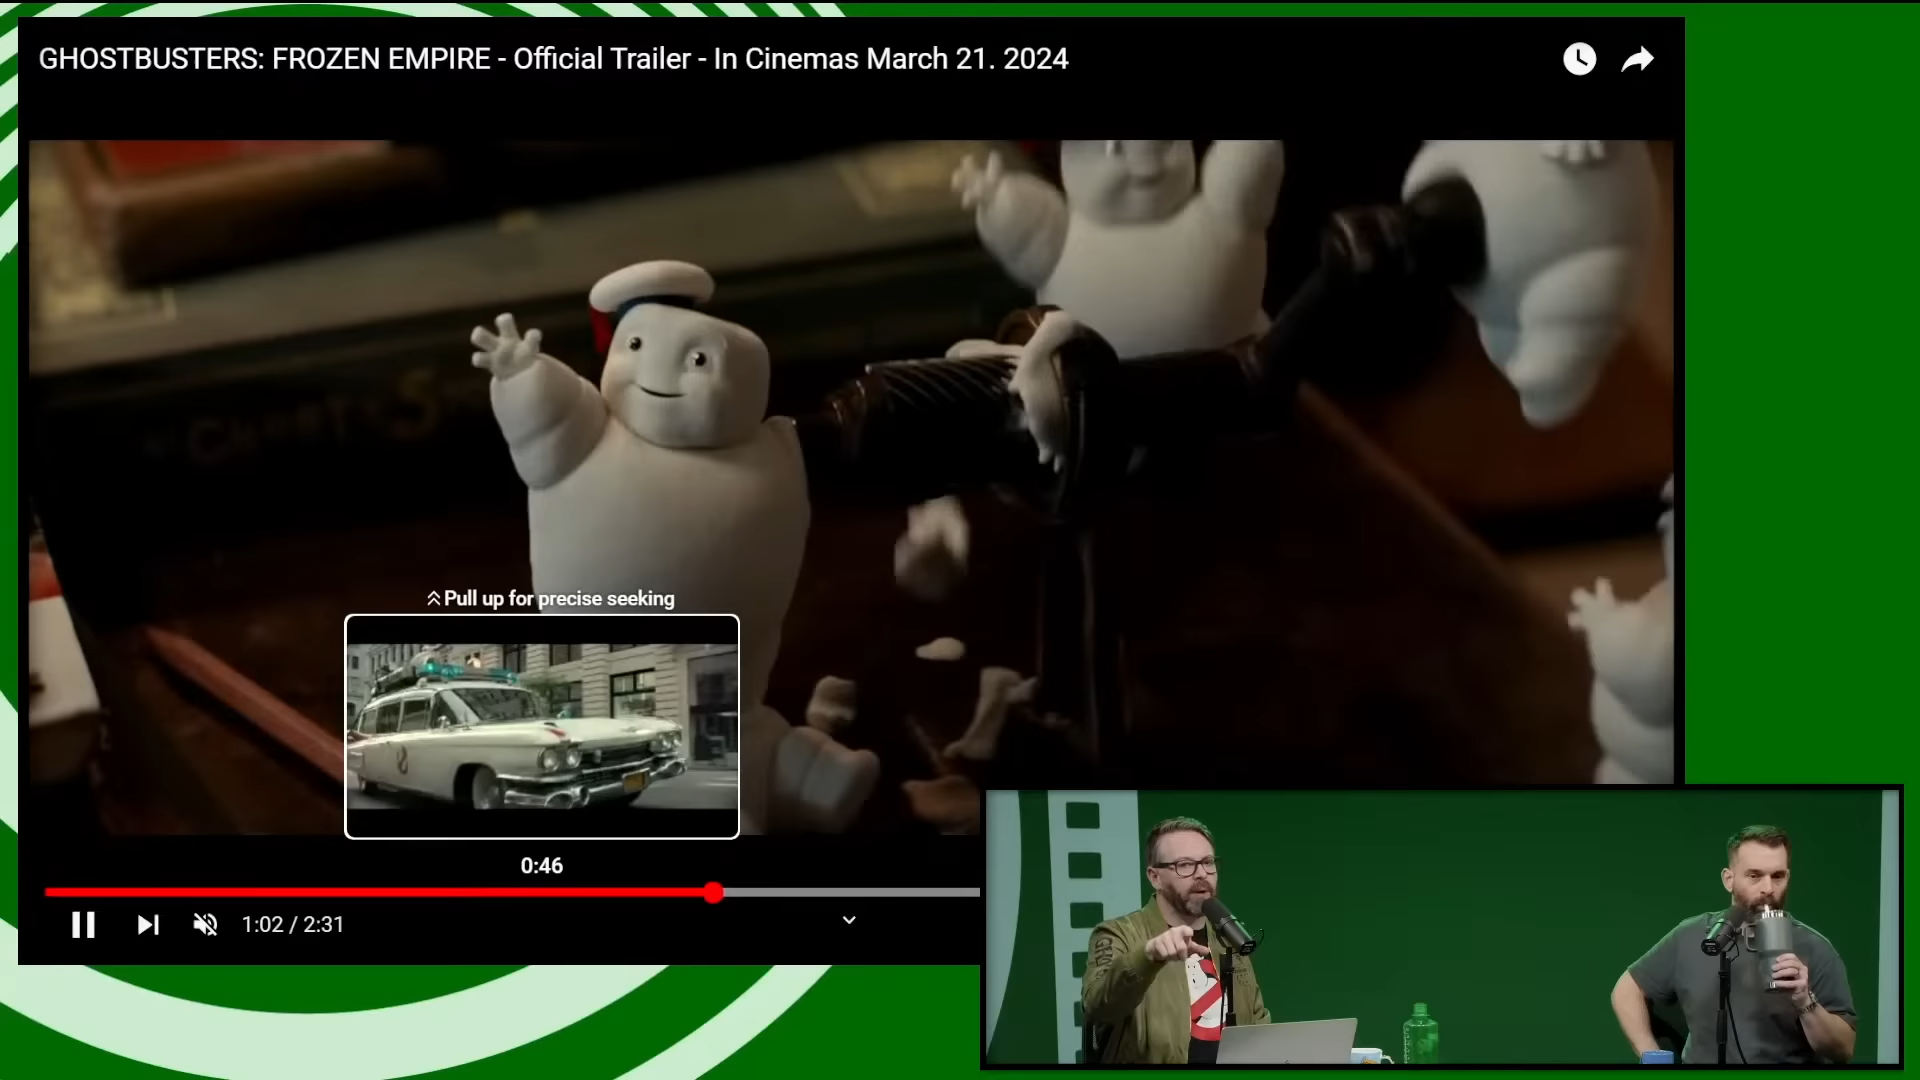 GHOSTBUSTERS: FROZEN EMPIRE - Official Trailer - In Cinemas March 21. 2024
Pull up for precise seeking
0:46
1:02 / 2:31